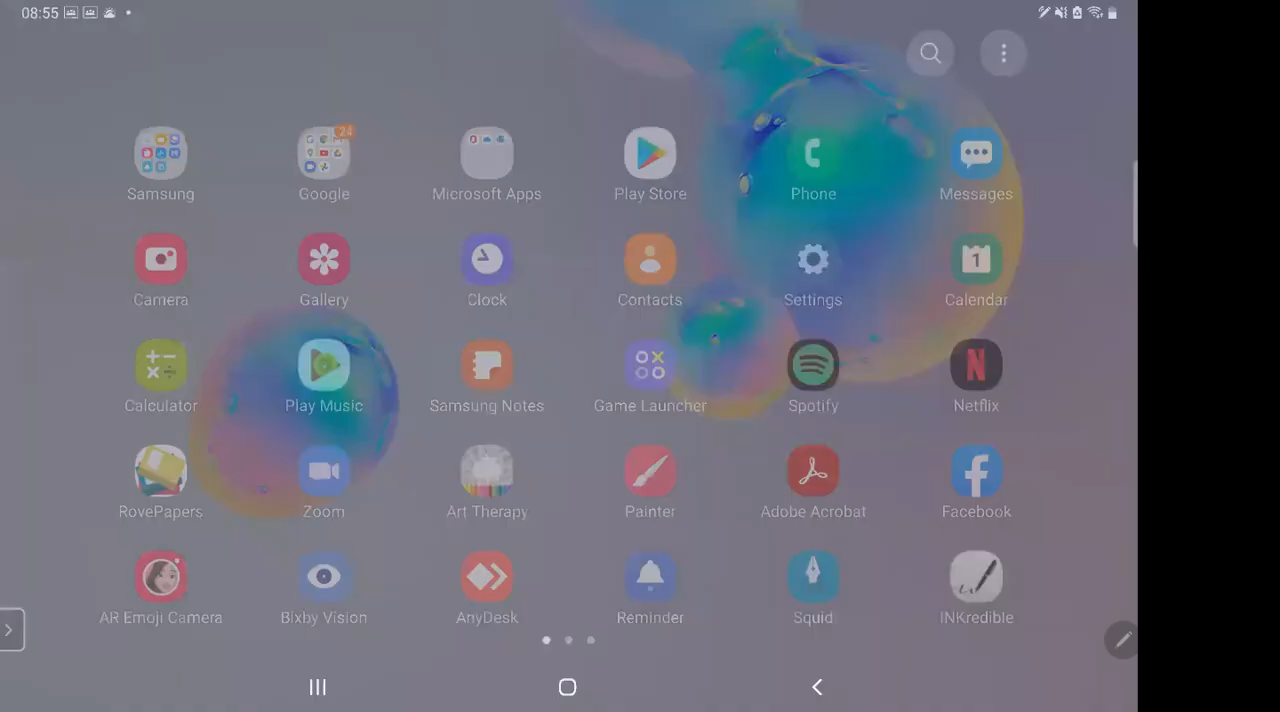 08:55
24
Samsung Google Microsoft Apps Play Store Phone Messages
1
Camera Gallery Clock Contacts Settings Calendar
Calculator Play Music Samsung Notes Game Launcher Spotify Netflix
RovePapers Zoom Art Therapy Painter Adobe Acrobat Facebook
AR Emoji Camera Bixby Vision AnyDesk Reminder Squid INKredible